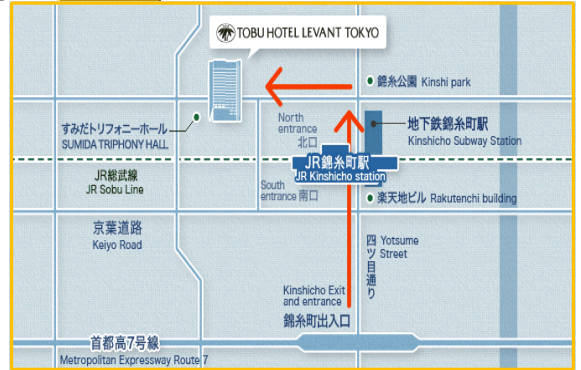 TOBU HOTEL LEVANT TOKYO
錦糸公園 Kinshi park
すみだトリフォニーホール
SUMIDA TRIPHONY HALL
North
entrance
北口
地下鉄錦糸町駅
Kinshicho Subway Station
JR錦糸町駅
JR Kinshicho station
JR総武線
JR Sobu Line
South
entrance 南口
楽天地ビル Rakutenchi building
京葉道路
Keiyo Road
四ツ目通り
Yotsume
Street
Kinshicho Exit
and entrance
錦糸町出入口
首都高7号線
Metropolitan Expressway Route 7